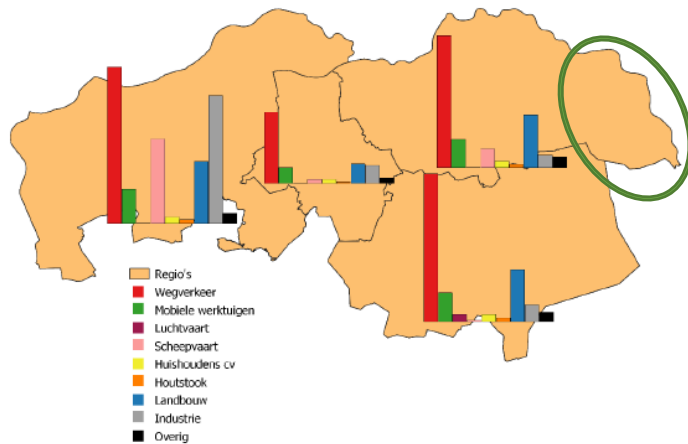 Regio's
Wegverkeer
Mobiele werktuigen
Luchtvaart
Scheepvaart
Huishoudens cv
Houtstook
Landbouw
Industrie
Overig